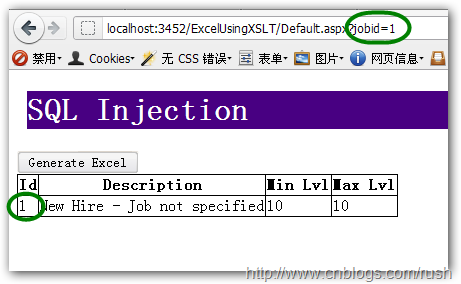 localhost:3452/ExcelUsingXSLT/Default.aspx?jobid=1
禁用 Cookies 无 CSS 错误 表单 图片 网页信息
SQL Injection
Generate Excel
Id Description Min Lvl Max Lvl
1 New Hire - Job not specified 10 10
http://www.cnblogs.com/rush